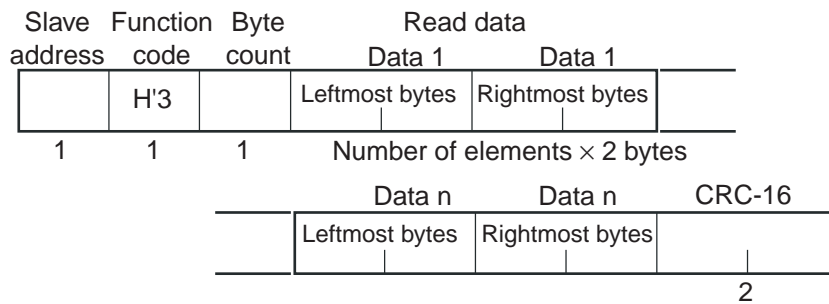 Slave Function Byte Read data
address code count Data 1 Data 1
H'3 Leftmost bytes Rightmost bytes
1 1 1 Number of elements × 2 bytes
Data n Data n CRC-16
Leftmost bytes Rightmost bytes
2